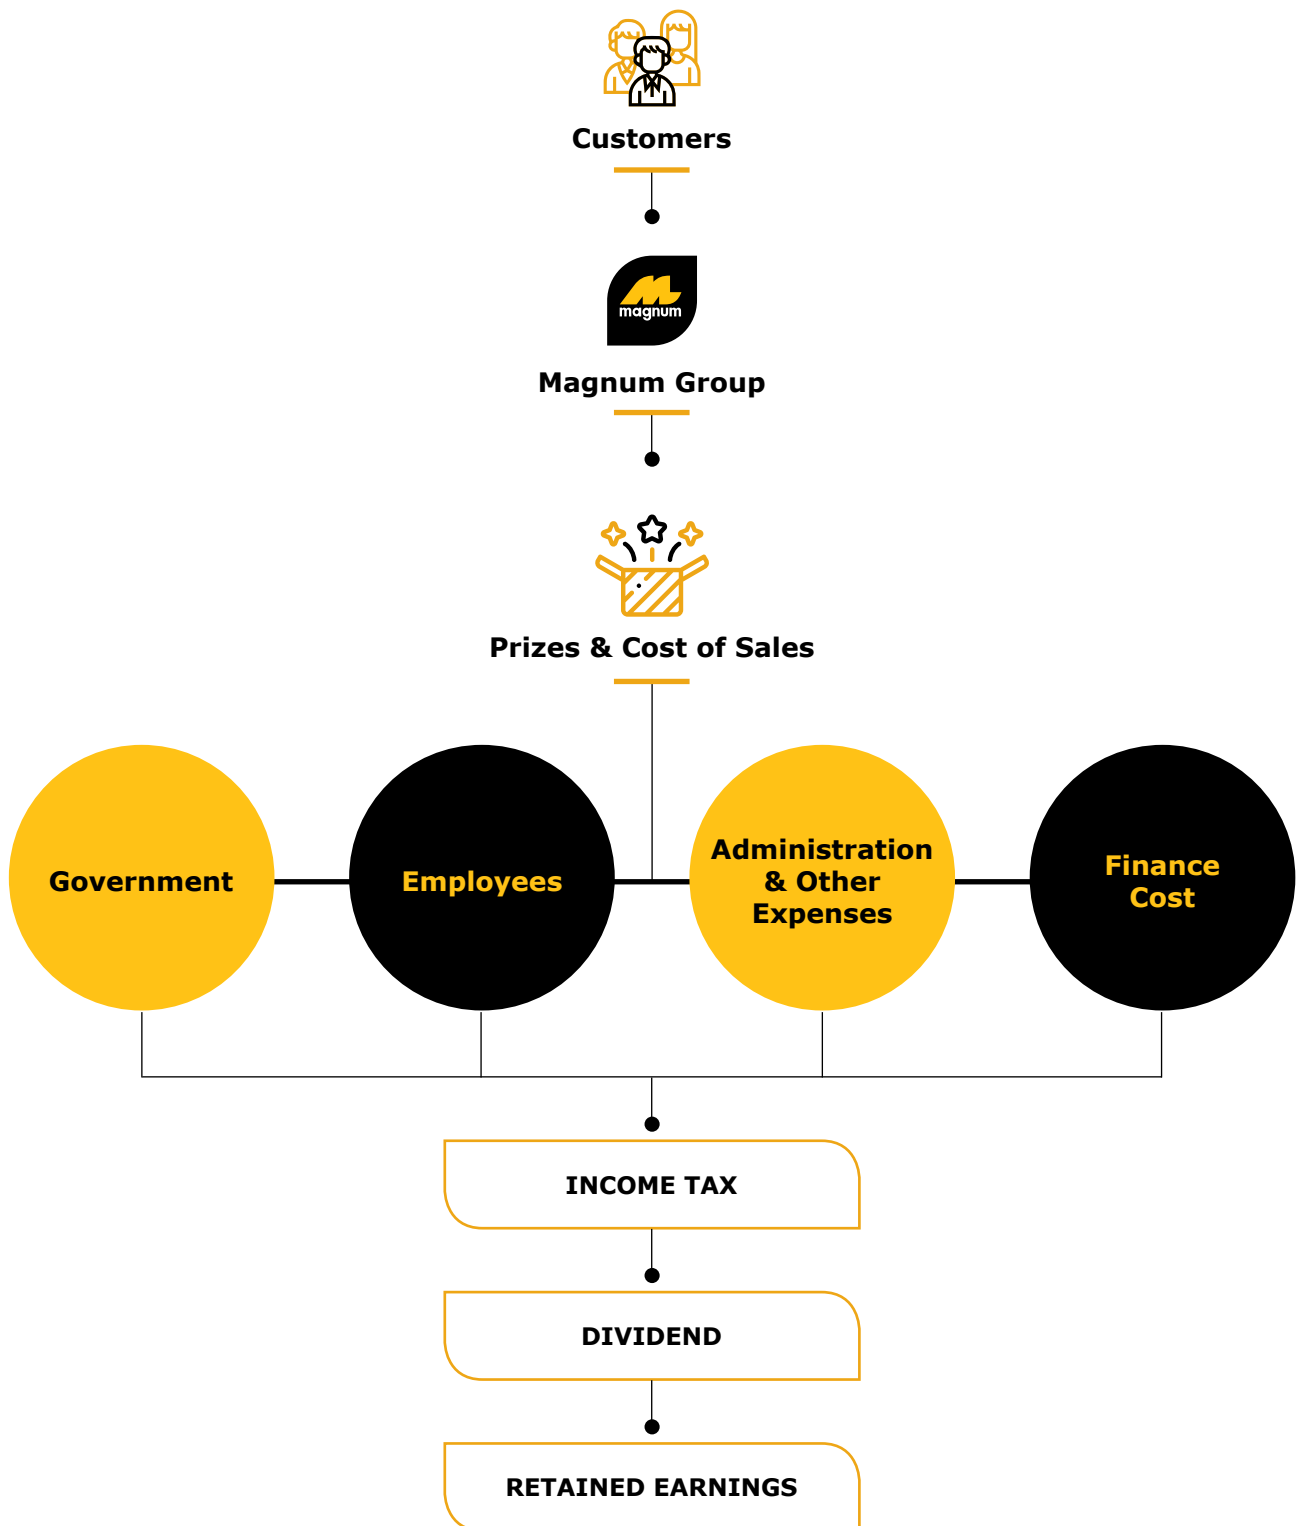 Customers
magnum
Magnum Group
Prizes & Cost of Sales
Government
Employees
Administration
& Other
Expenses
Finance
Cost
INCOME TAX
DIVIDEND
RETAINED EARNINGS